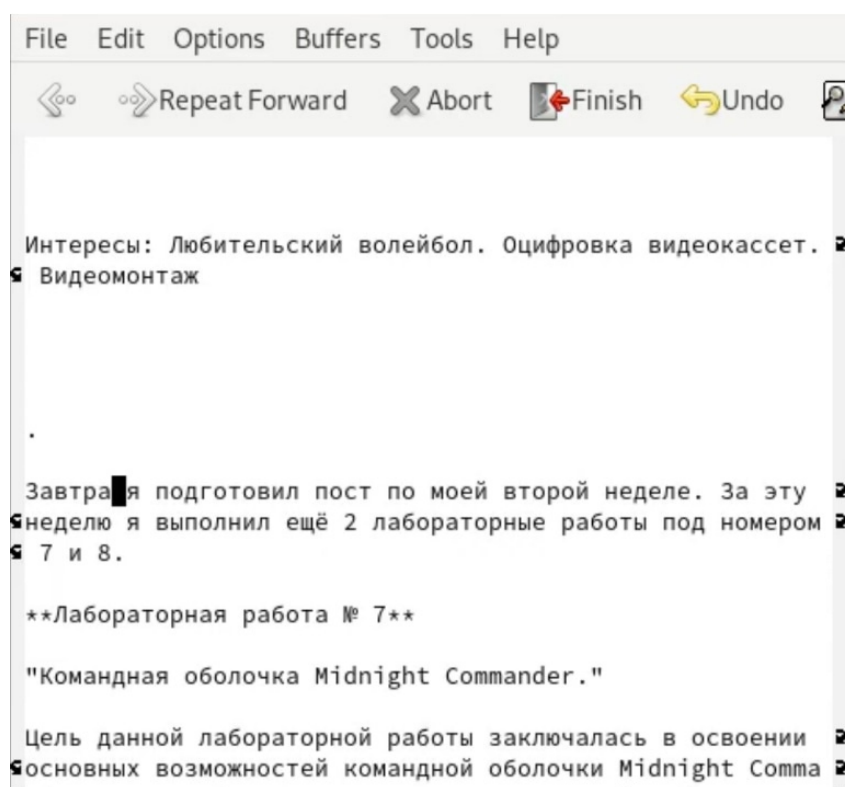 File Edit Options Buffers Tools Help
Repeat Forward Abort Finish Undo
Интересы: Любительский волейбол. Оцифровка видеокассет.
Видеомонтаж
.
Завтра я подготовил пост по моей второй неделе. За эту
неделю я выполнил ещё 2 лабораторные работы под номером
7 и 8.
**Лабораторная работа № 7**
"Командная оболочка Midnight Commander."
Цель данной лабораторной работы заключалась в освоении
основных возможностей командной оболочки Midnight Comma